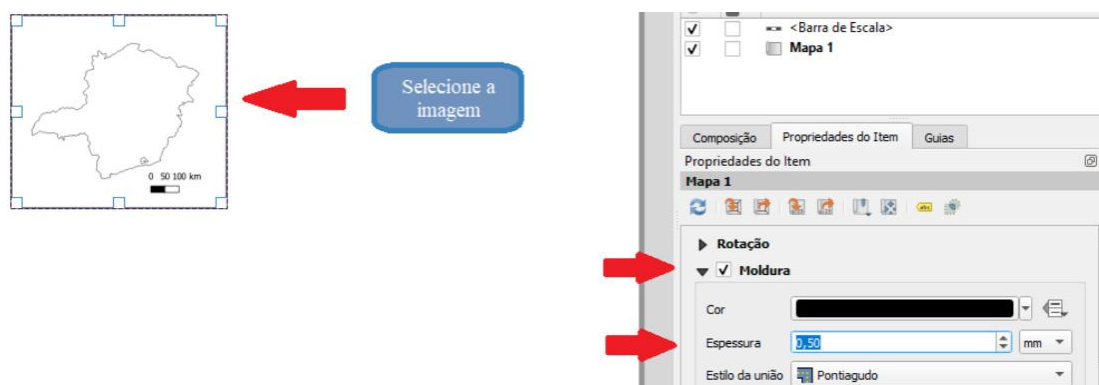 0 50 100 km
Selecione a
imagem
<Barra de Escala>
Mapa 1
Composição Propriedades do Item Guias
Propriedades do Item
Mapa 1
abc
Rotação
Moldura
Cor
Espessura 0,50 mm
Estilo da união Pontiagudo